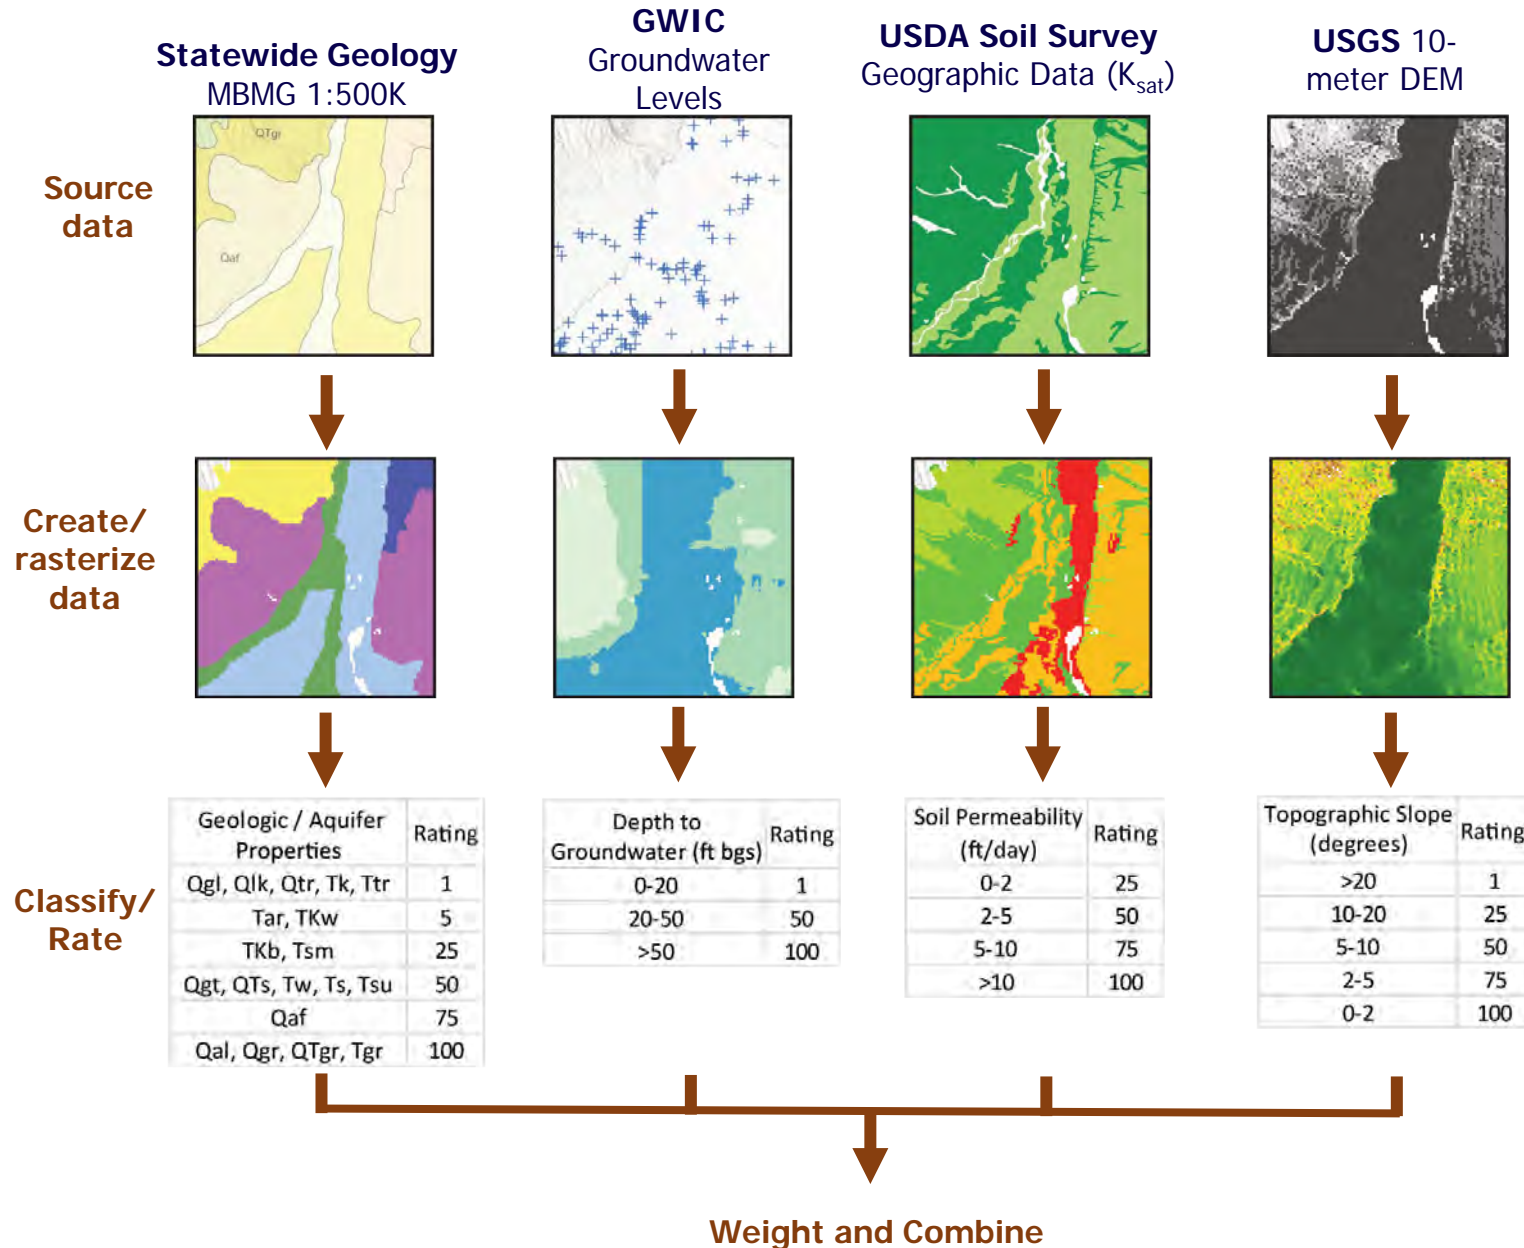 Statewide Geology
MBMG 1:500K
GWIC
Groundwater
Levels
USDA Soil Survey
Geographic Data (Ksat)
USGS 10-
meter DEM
Source
data
QTgr
Qaf
Create/
rasterize
data
Classify/
Rate
Geologic / Aquifer
Properties
Rating
Qgl, Qlk, Qtr, Tk, Ttr 1
Tar, TKw 5
TKb, Tsm 25
Qgt, QTs, Tw, Ts, Tsu 50
Qaf 75
Qal, Qgr, QTgr, Tgr 100
Depth to
Groundwater (ft bgs)
Rating
0-20 1
20-50 50
>50 100
Soil Permeability
(ft/day)
Rating
0-2 25
2-5 50
5-10 75
>10 100
Topographic Slope
(degrees)
Rating
>20 1
10-20 25
5-10 50
2-5 75
0-2 100
Weight and Combine